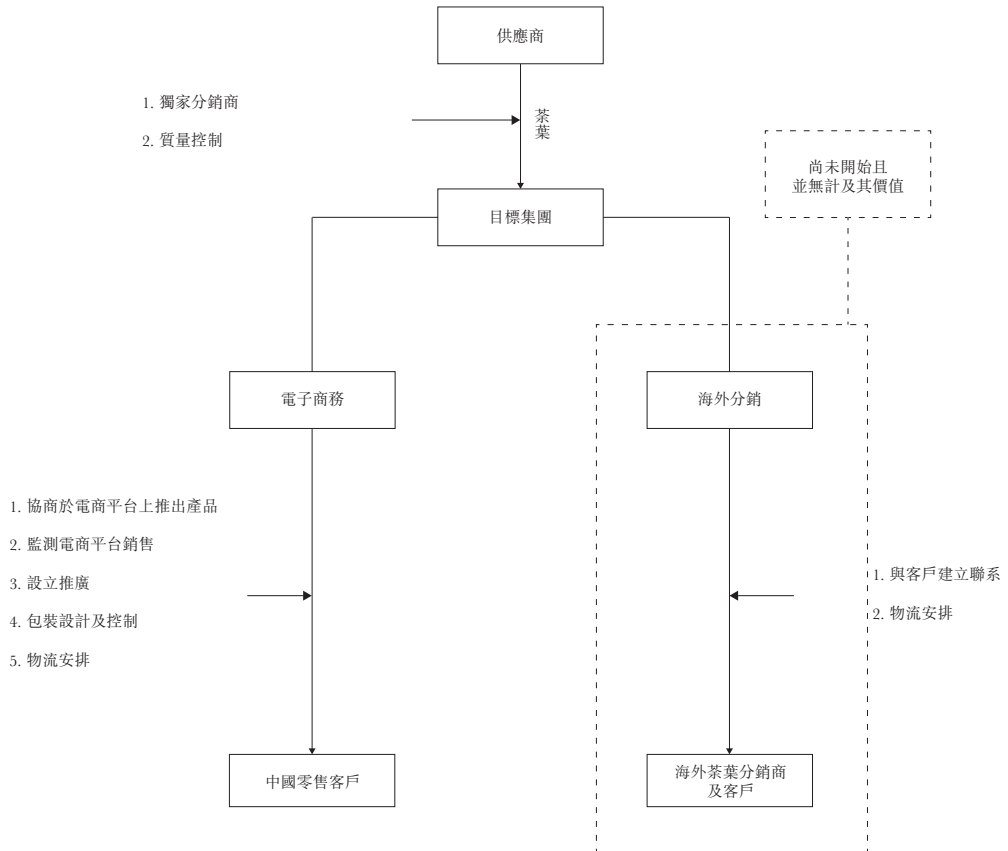 供應商
1. 獨家分銷商
2. 質量控制
茶葉
尚未開始且
並無計及其價值
目標集團
電子商務
海外分銷
1. 協商於電商平台上推出產品
2. 監測電商平台銷售
3. 設立推廣
4. 包裝設計及控制
5. 物流安排
1. 與客戶建立聯系
2. 物流安排
中國零售客戶
海外茶葉分銷商
及客戶